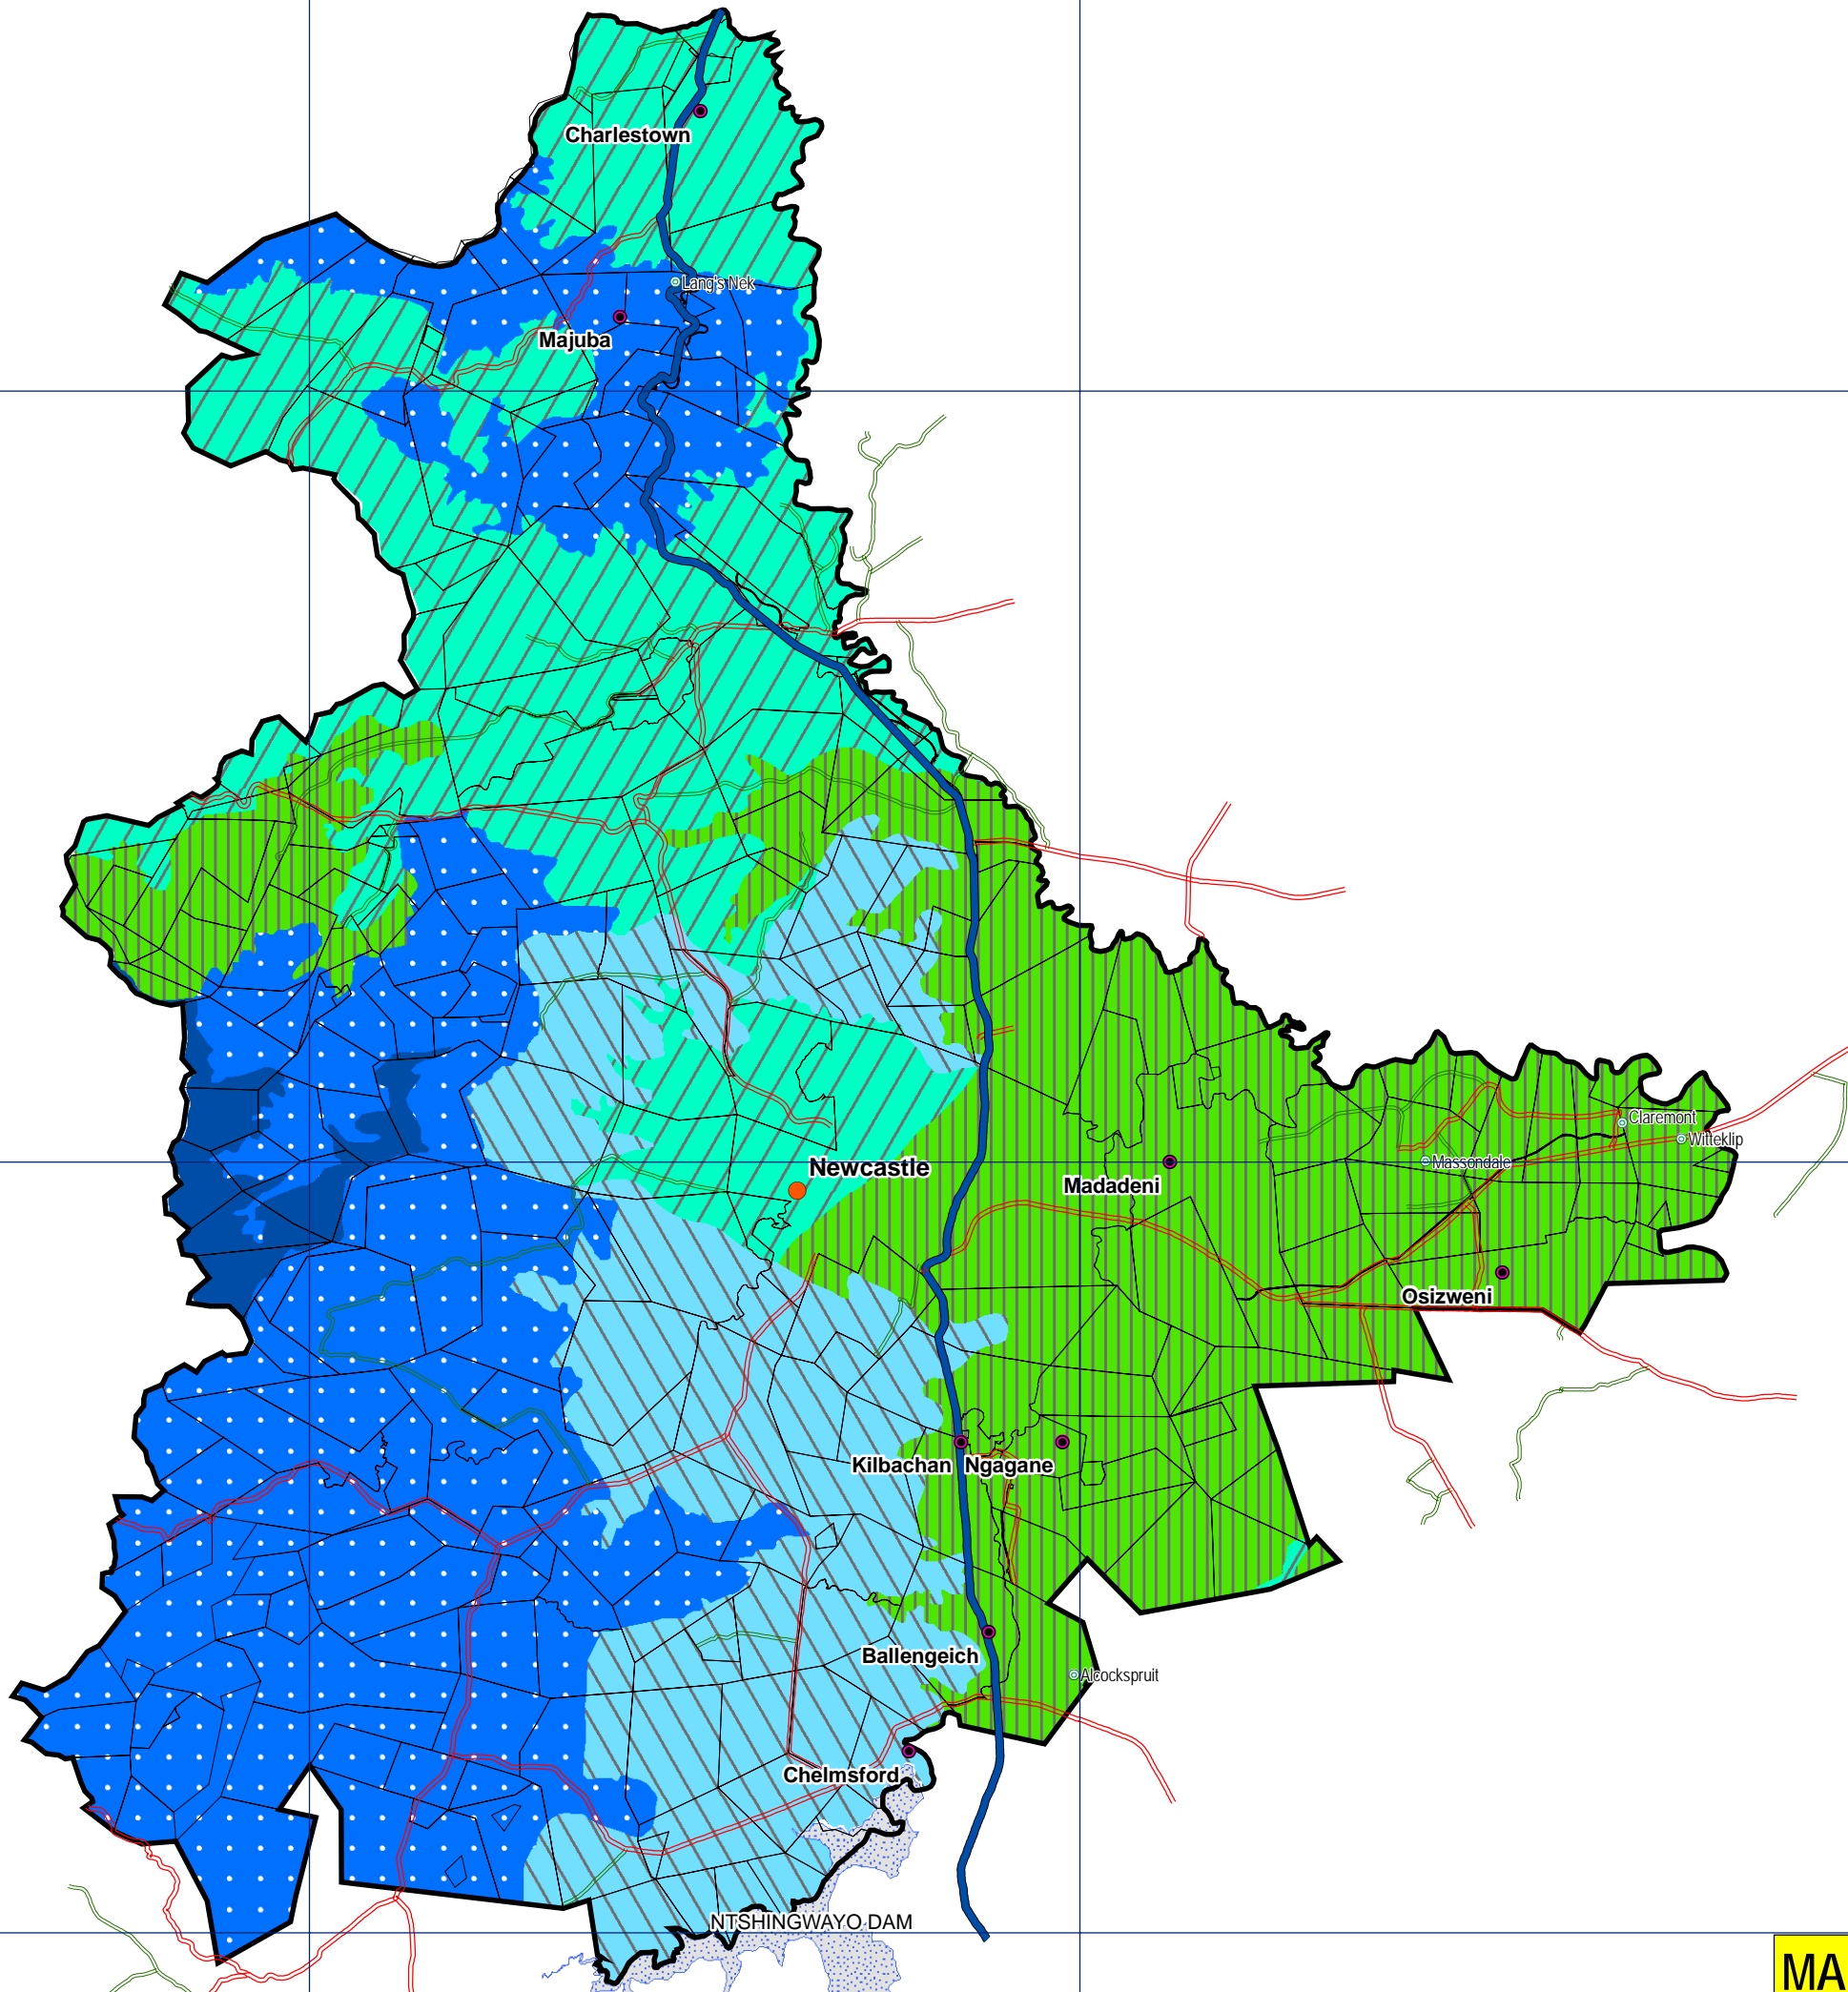 Charlestown
Lang's Nek
Majuba
Claremont
Witteklip
Massondale
Newcastle
Madadeni
Osizweni
Kilbachan
Ngagane
Ballengeich
Alcockspruit
Chelmsford
NTSHINGWAYO DAM
MA